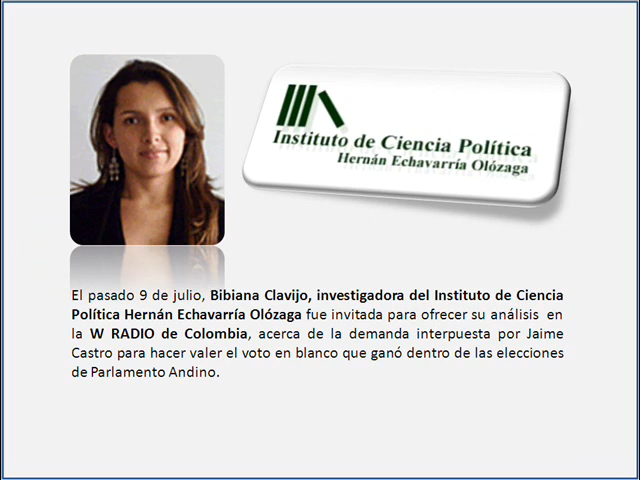 Instituto de Ciencia Política
Hernán Echavarría Olózaga
El pasado 9 de julio, Bibiana Clavijo, investigadora del Instituto de Ciencia
Política Hernán Echavarría Olózaga fue invitada para ofrecer su análisis en
la W RADIO de Colombia, acerca de la demanda interpuesta por Jaime
Castro para hacer valer el voto en blanco que ganó dentro de las elecciones
de Parlamento Andino.